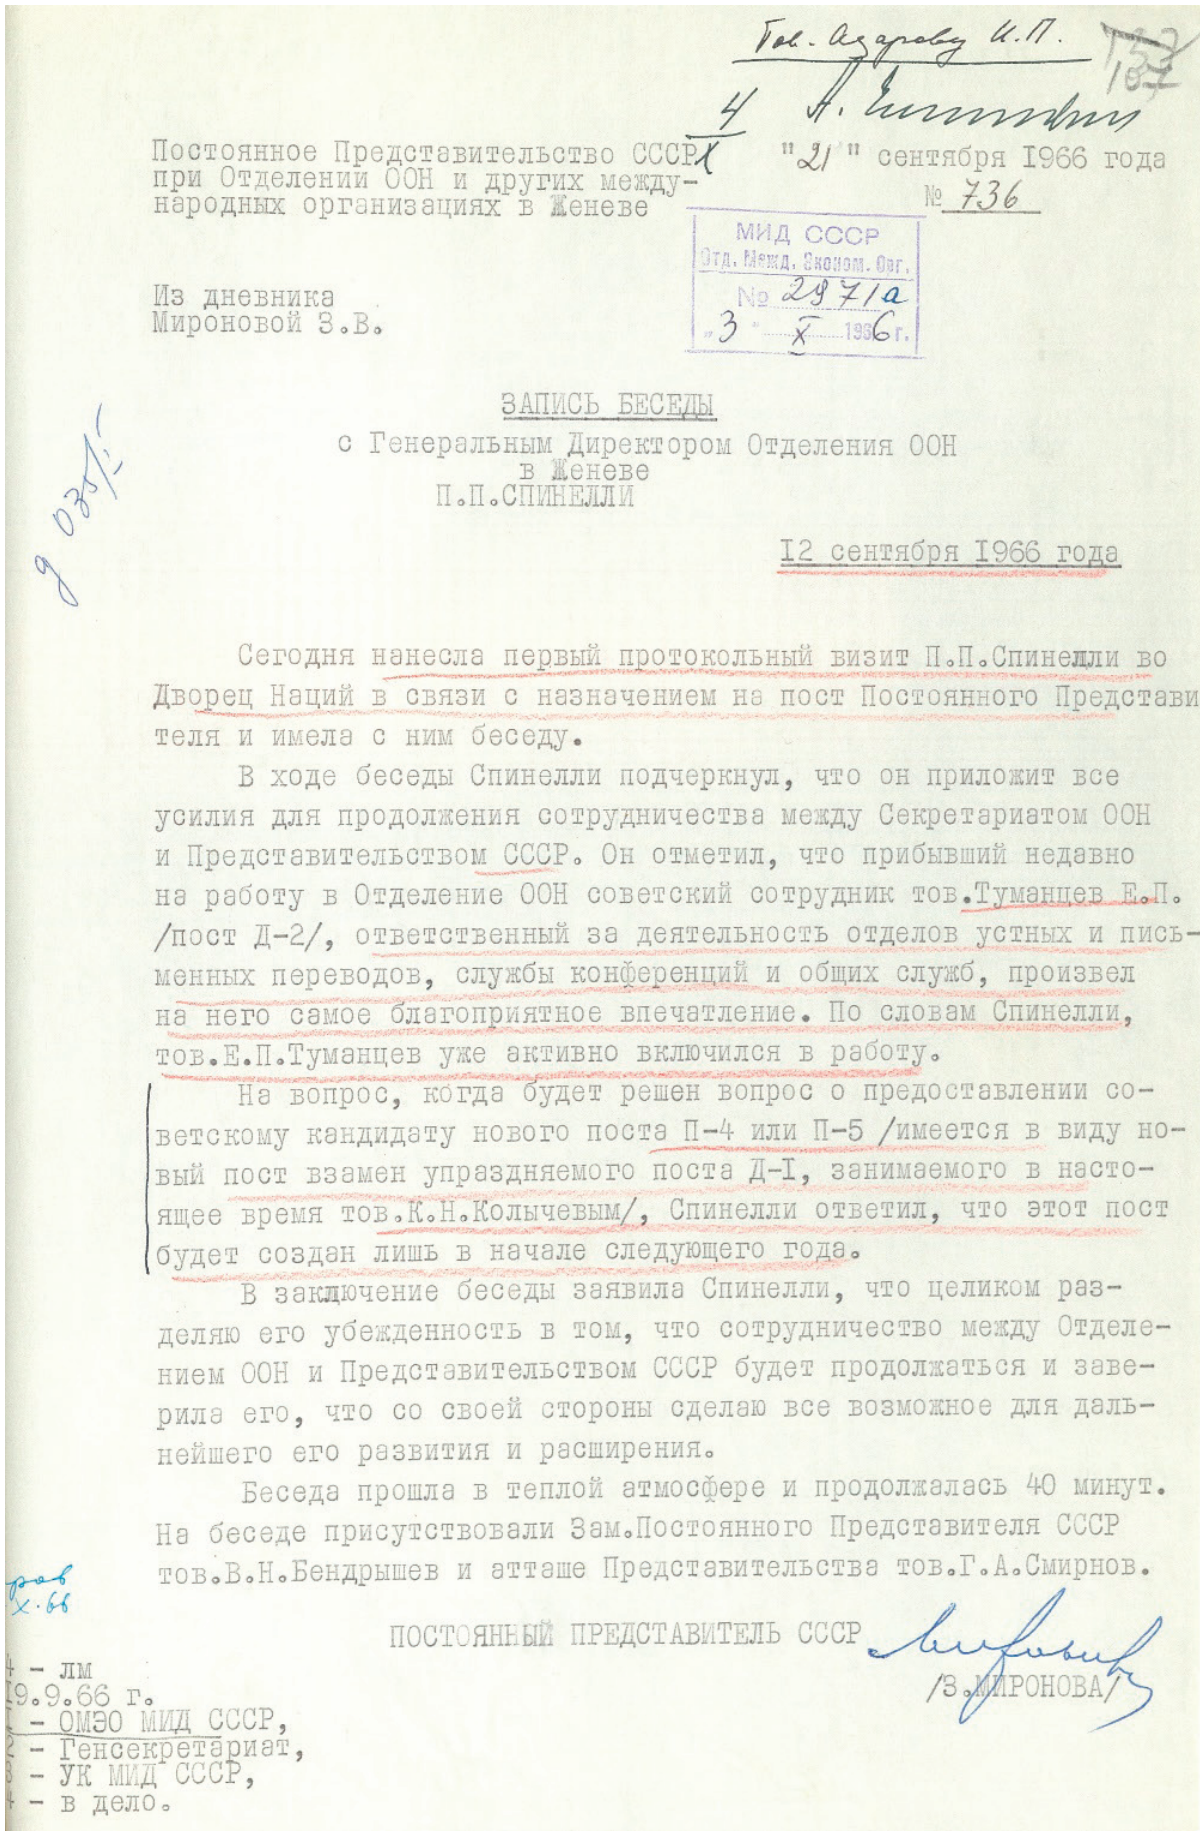 Тов. Азарову И.П.
4
X
Постоянное Представительство СССР
при Отделении ООН и других между-
народных организациях в Женеве
"21" сентября 1966 года
№ 736
МИД СССР
Отд. Межд. Эконом. Орг.
№ 2971а
„3" X 1966 г.
Из дневника
Мироновой З.В.
ЗАПИСЬ БЕСЕДЫ
с Генеральным Директором Отделения ООН
в Женеве
П.П.СПИНЕЛЛИ
12 сентября 1966 года
Сегодня нанесла первый протокольный визит П.П.Спинелли во
Дворец Наций в связи с назначением на пост Постоянного Представи
теля и имела с ним беседу.
В ходе беседы Спинелли подчеркнул, что он приложит все
усилия для продолжения сотрудничества между Секретариатом ООН
и Представительством СССР. Он отметил, что прибывший недавно
на работу в Отделение ООН советский сотрудник тов.Туманцев Е.П.
/пост Д-2/, ответственный за деятельность отделов устных и пись-
менных переводов, службы конференций и общих служб, произвел
на него самое благоприятное впечатление. По словам Спинелли,
тов.Е.П.Туманцев уже активно включился в работу.
На вопрос, когда будет решен вопрос о предоставлении со-
ветскому кандидату нового поста П-4 или П-5 /имеется в виду но-
вый пост взамен упраздняемого поста Д-I, занимаемого в насто-
ящее время тов.К.Н.Колычевым/, Спинелли ответил, что этот пост
будет создан лишь в начале следующего года.
В заключение беседы заявила Спинелли, что целиком раз-
деляю его убежденность в том, что сотрудничество между Отделе-
нием ООН и Представительством СССР будет продолжаться и заве-
рила его, что со своей стороны сделаю все возможное для даль-
нейшего его развития и расширения.
Беседа прошла в теплой атмосфере и продолжалась 40 минут.
На беседе присутствовали Зам.Постоянного Представителя СССР
тов.В.Н.Бендрышев и атташе Представительства тов.Г.А.Смирнов.
X.66
ПОСТОЯННЫЙ ПРЕДСТАВИТЕЛЬ СССР
/З.МИРОНОВА/
4 - лм
19.9.66 г.
1 - ОМЭО МИД СССР,
2 - Генсекретариат,
3 - УК МИД СССР,
4 - в дело.